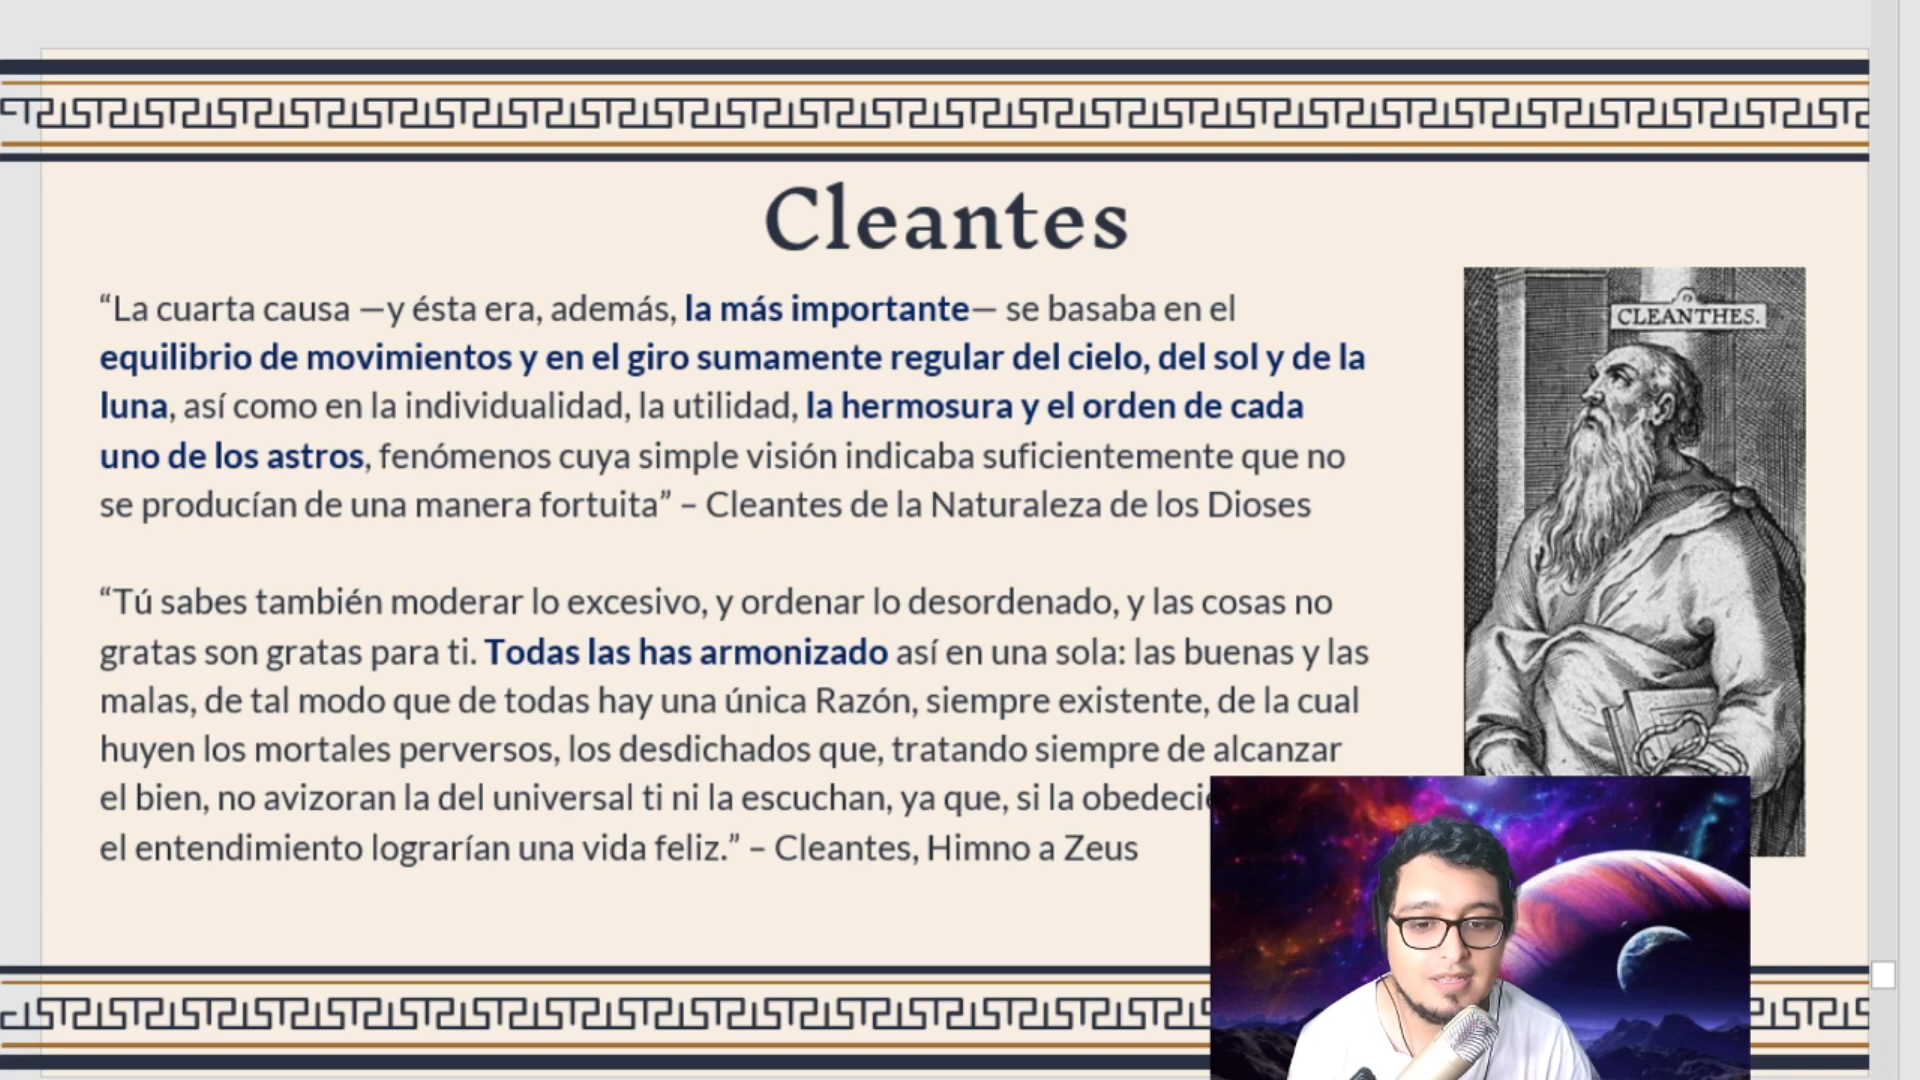 Cleantes
“La cuarta causa —y ésta era, además, la más importante— se basaba en el
equilibrio de movimientos y en el giro sumamente regular del cielo, del sol y de la
luna, así como en la individualidad, la utilidad, la hermosura y el orden de cada
uno de los astros, fenómenos cuya simple visión indicaba suficientemente que no
se producían de una manera fortuita” – Cleantes de la Naturaleza de los Dioses
CLEANTHES.
“Tú sabes también moderar lo excesivo, y ordenar lo desordenado, y las cosas no
gratas son gratas para ti. Todas las has armonizado así en una sola: las buenas y las
malas, de tal modo que de todas hay una única Razón, siempre existente, de la cual
huyen los mortales perversos, los desdichados que, tratando siempre de alcanzar
el bien, no avizoran la del universal ti ni la escuchan, ya que, si la
el entendimiento lograrían una vida feliz.” – Cleantes, Himno a Zeus